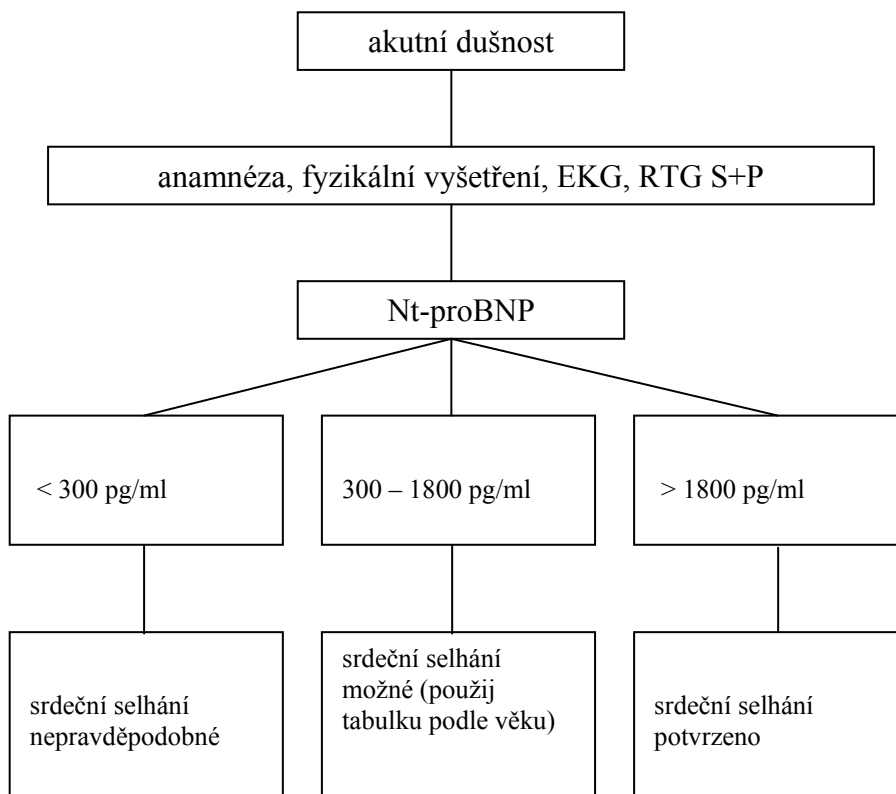 akutní dušnost
anamnéza, fyzikální vyšetření, EKG, RTG S+P
Nt-proBNP
< 300 pg/ml
300 – 1800 pg/ml
> 1800 pg/ml
srdeční selhání
nepravděpodobné
srdeční selhání
možné (použij
tabulku podle věku)
srdeční selhání
potvrzeno